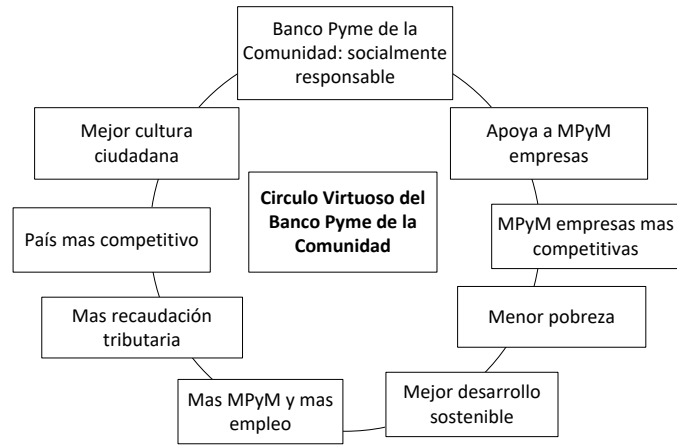 Banco Pyme de la
Comunidad: socialmente
responsable
Apoya a MPyM
empresas
MPyM empresas mas
competitivas
Menor pobreza
Mejor desarrollo
sostenible
Mas MPyM y mas
empleo
Mas recaudación
tributaria
País mas competitivo
Mejor cultura
ciudadana
Circulo Virtuoso del
Banco Pyme de la
Comunidad